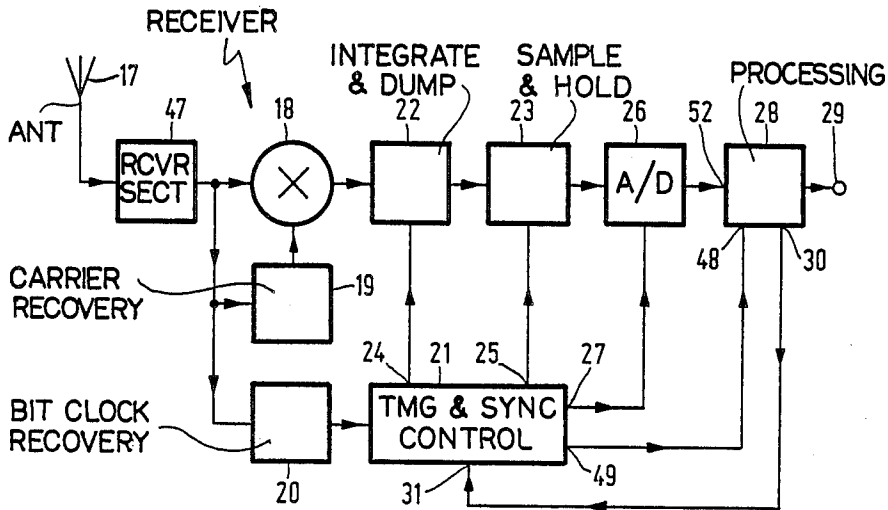 RECEIVER
17
47
18
INTEGRATE
& DUMP
22
SAMPLE
& HOLD
23
26
52
PROCESSING
28
29
ANT
RCVR
SECT
A/D
48
30
CARRIER
RECOVERY
19
24
21
25
27
BIT CLOCK
RECOVERY
20
TMG & SYNC
CONTROL
49
31